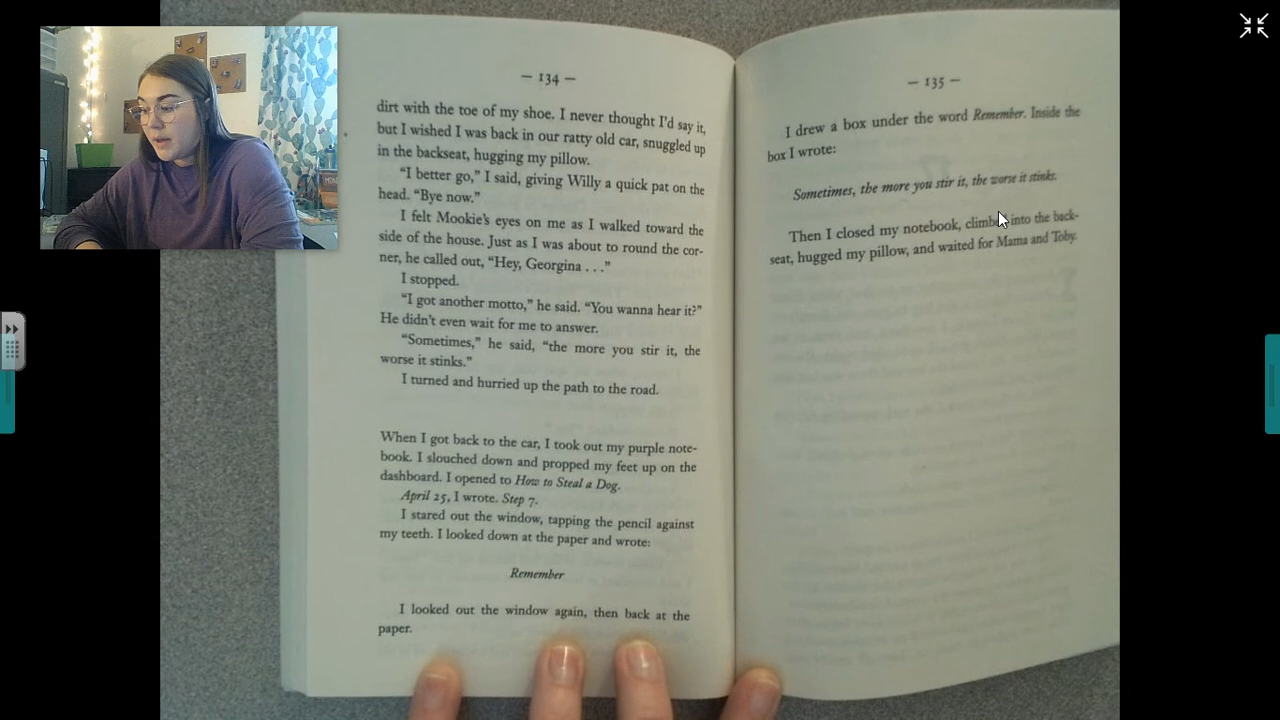 — 134 —
dirt with the toe of my shoe. I never thought I'd say it,
but I wished I was back in our ratty old car, snuggled up
in the backseat, hugging my pillow.
“I better go,” I said, giving Willy a quick pat on the
head. “Bye now.”
I felt Mookie's eyes on me as I walked toward the
side of the house. Just as I was about to round the cor-
ner, he called out, “Hey, Georgina . . .”
I stopped.
“I got another motto,” he said. “You wanna hear it?”
He didn't even wait for me to answer.
“Sometimes,” he said, “the more you stir it, the
worse it stinks.”
I turned and hurried up the path to the road.
When I got back to the car, I took out my purple note-
book. I slouched down and propped my feet up on the
dashboard. I opened to How to Steal a Dog.
April 25, I wrote. Step 7.
I stared out the window, tapping the pencil against
my teeth. I looked down at the paper and wrote:
Remember
I looked out the window again, then back at the
paper.
— 135 —
I drew a box under the word Remember. Inside the
box I wrote:
Sometimes, the more you stir it, the worse it stinks.
Then I closed my notebook, climbed into the back-
seat, hugged my pillow, and waited for Mama and Toby.